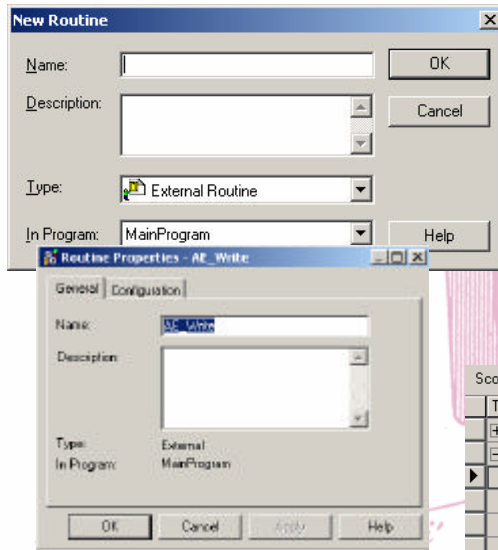 New Routine
Name:
OK
Description:
Cancel
Type:
External Routine
In Program:
MainProgram
Help
Routine Properties - AE_Write
General
Configuration
Name:
AE_Write
Description:
Type:
External
In Program:
MainProgram
OK
Cancel
Apply
Help
Sco
T